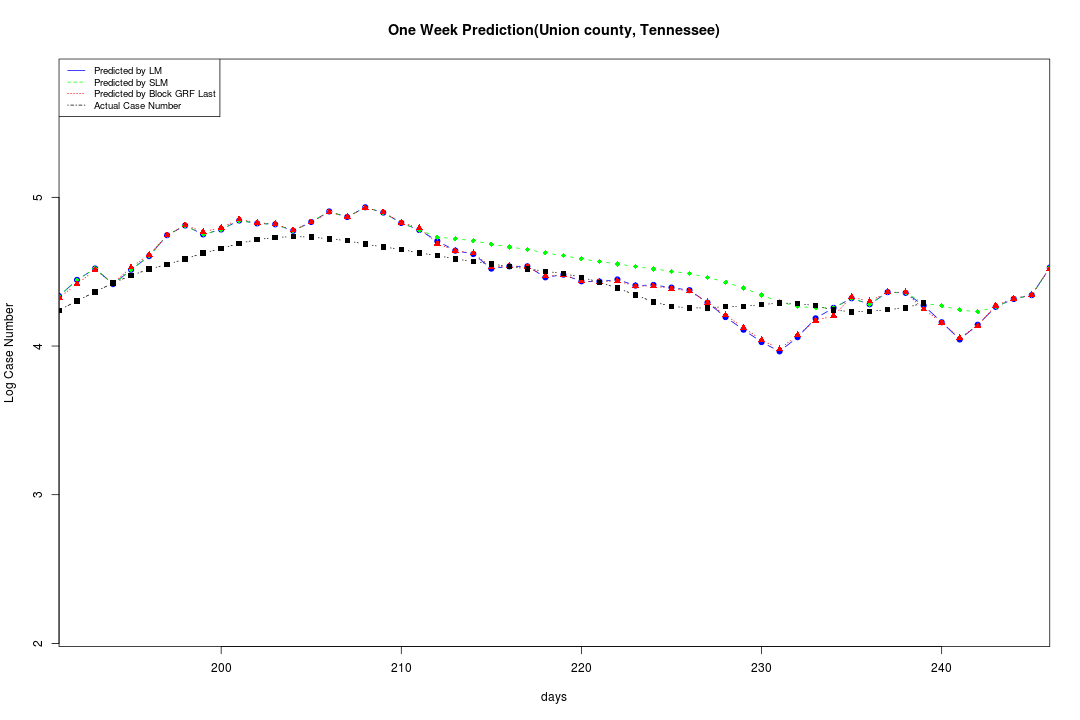 One Week Prediction(Union county, Tennessee)
Predicted by LM
Predicted by SLM
Predicted by Block GRF Last
Actual Case Number
5
4
3
2
Log Case Number
200
210
220
230
240
days